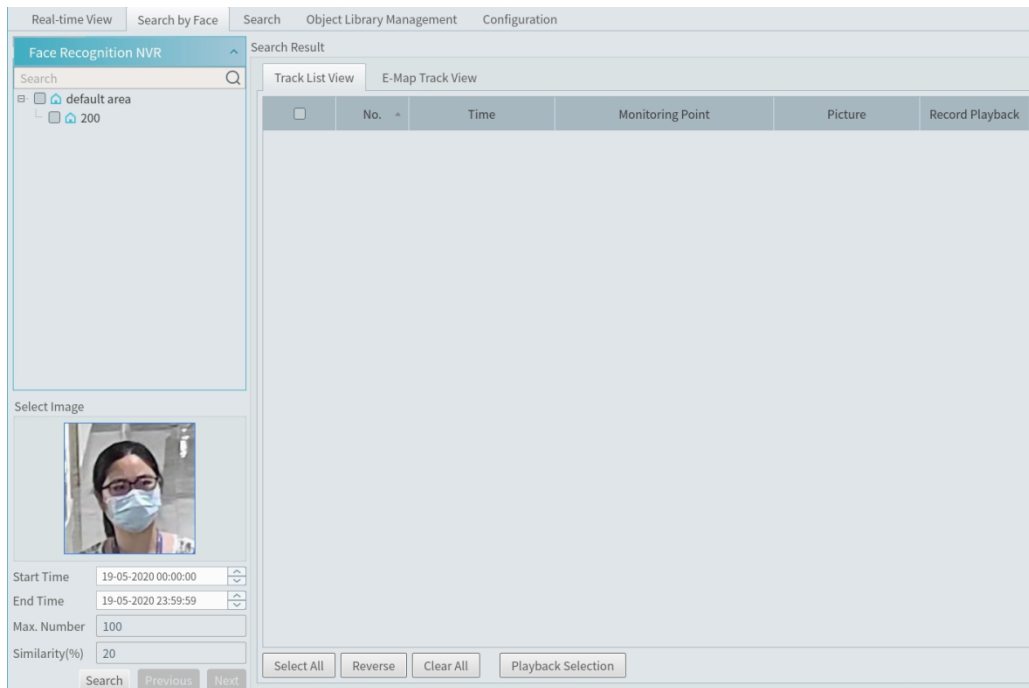 Real-time View Search by Face Search Object Library Management Configuration
Face Recognition NVR
Search
default area
200
Select Image
Start Time 19-05-2020 00:00:00
End Time 19-05-2020 23:59:59
Max. Number 100
Similarity(%) 20
Search Previous Next
Search Result
Track List View E-Map Track View
No. Time Monitoring Point Picture Record Playback
Select All Reverse Clear All Playback Selection